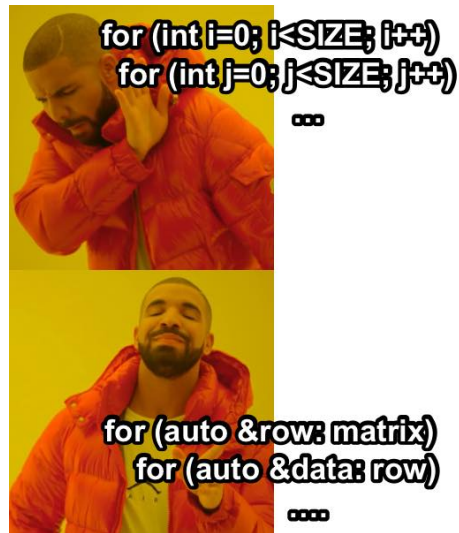 for (int i=0; i<SIZE; i++)
for (int j=0; j<SIZE; j++)
...
for (auto &row: matrix)
for (auto &data: row)
....